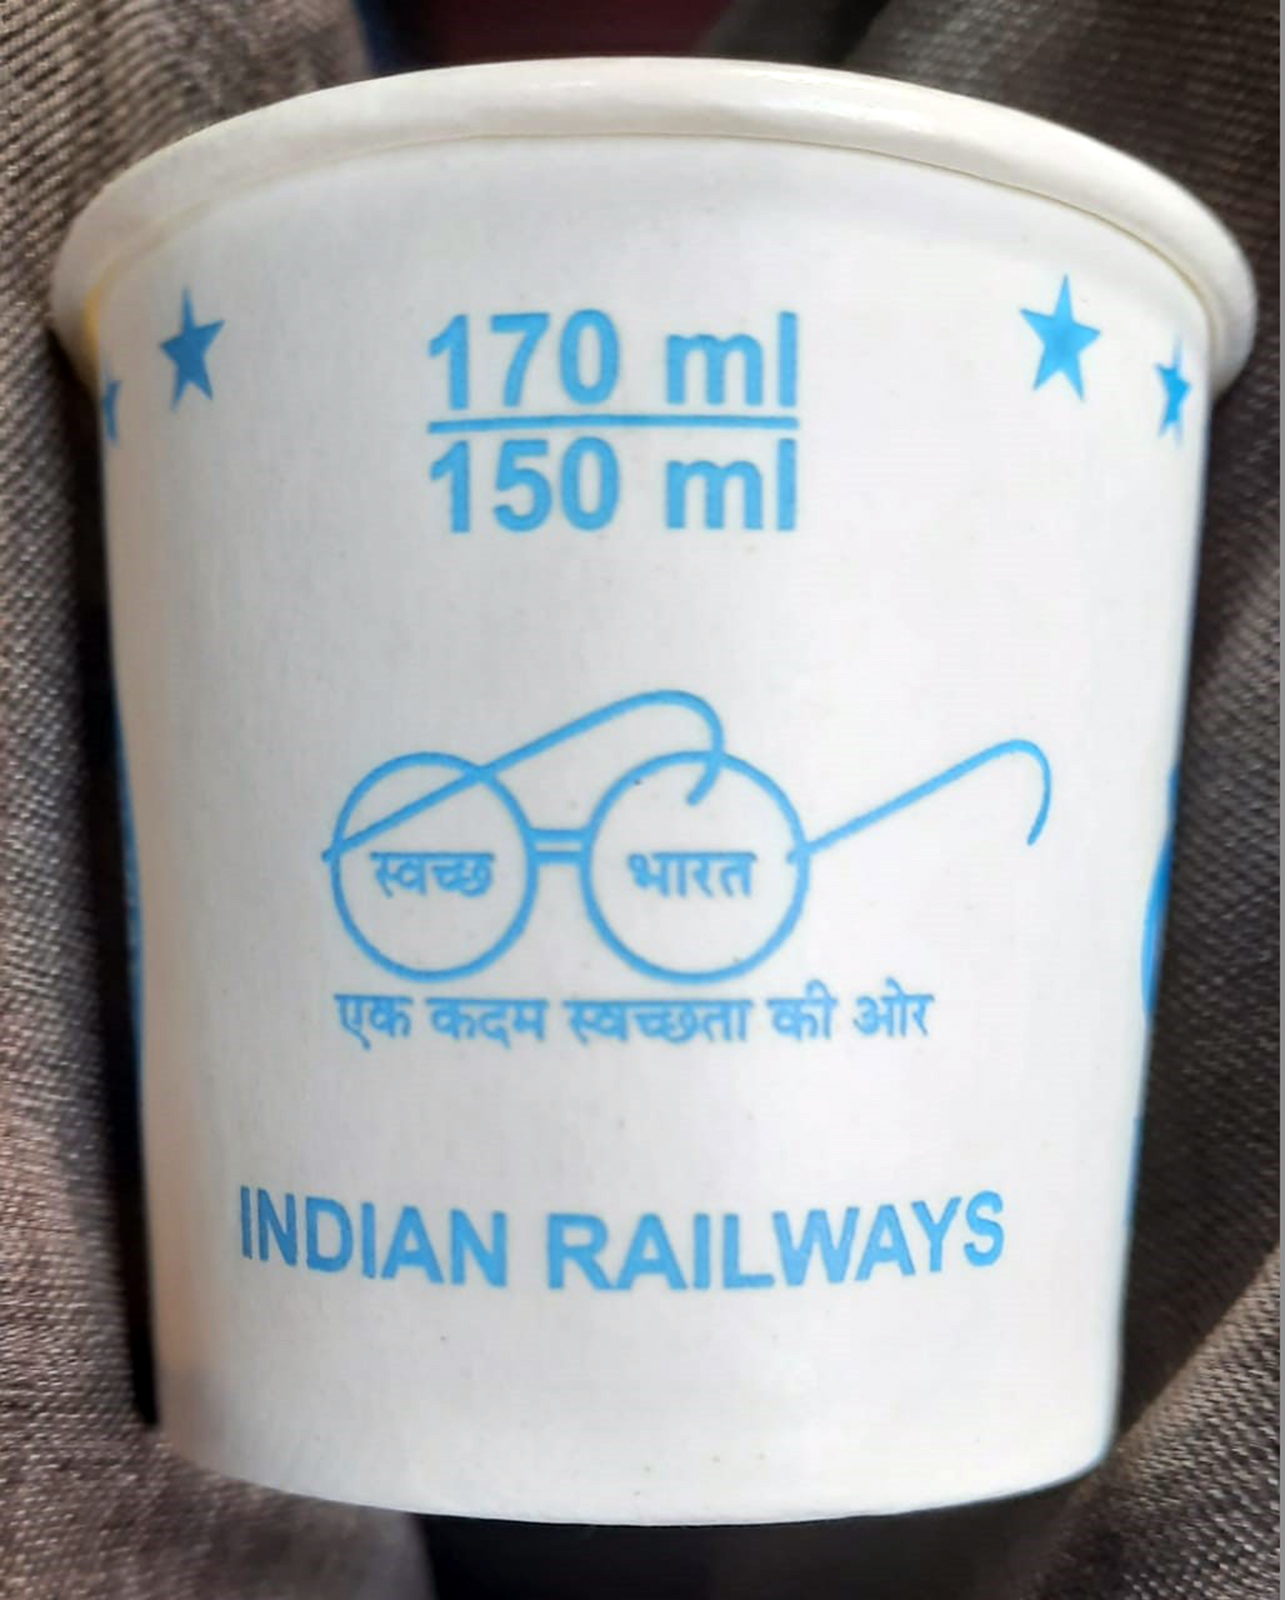 170 ml
150 ml
स्वच्छ भारत
एक कदम स्वच्छता की ओर
INDIAN RAILWAYS